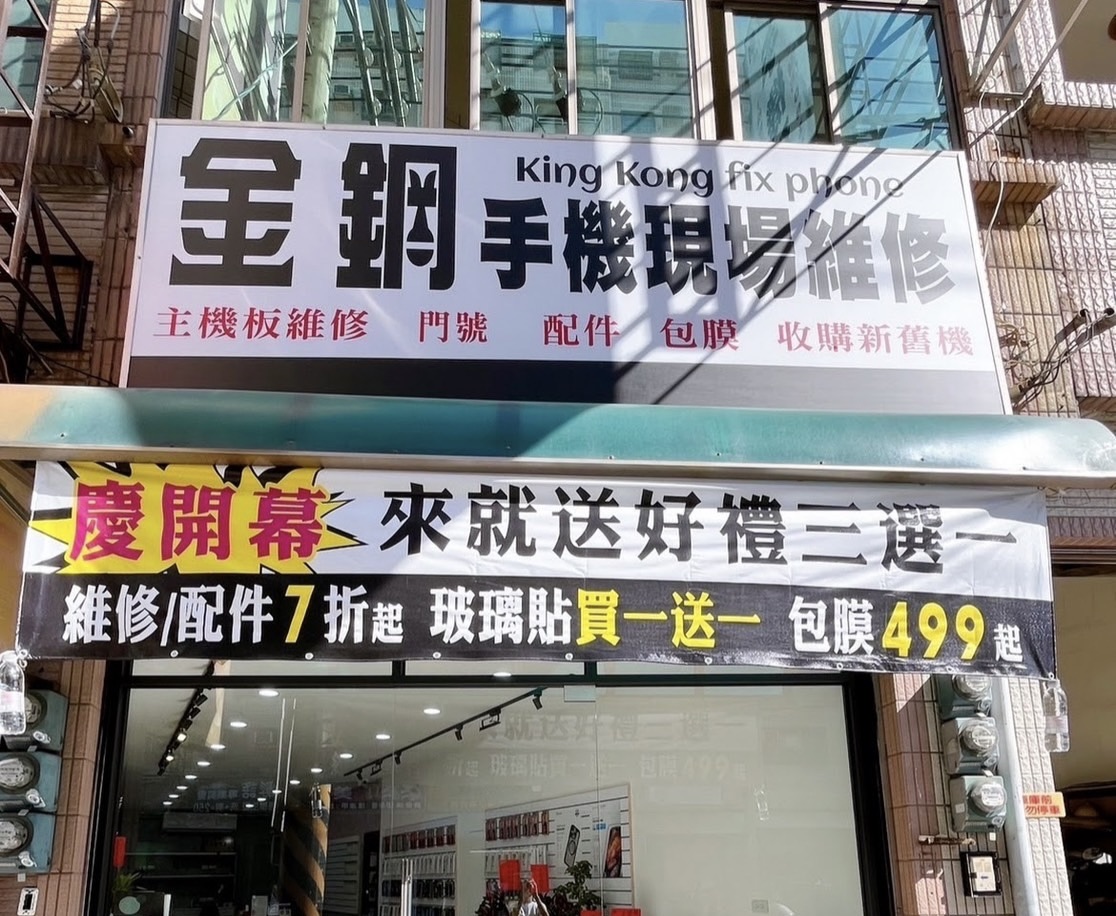 King Kong fix phone
金鋼 手機現場維修
主機板維修 門號 配件 包膜 收購新舊機
慶開幕 來就送好禮三選一
維修/配件7折起 玻璃貼買一送一 包膜499起